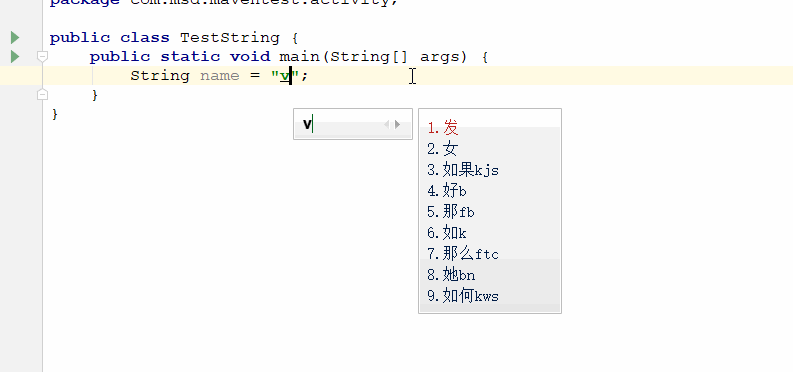 package com.msd.maventest.activity;
public class TestString {
public static void main(String[] args) {
String name = "v";
}
}
v
1.发
2.女
3.如果kjs
4.好b
5.那fb
6.如k
7.那么ftc
8.她bn
9.如何kws